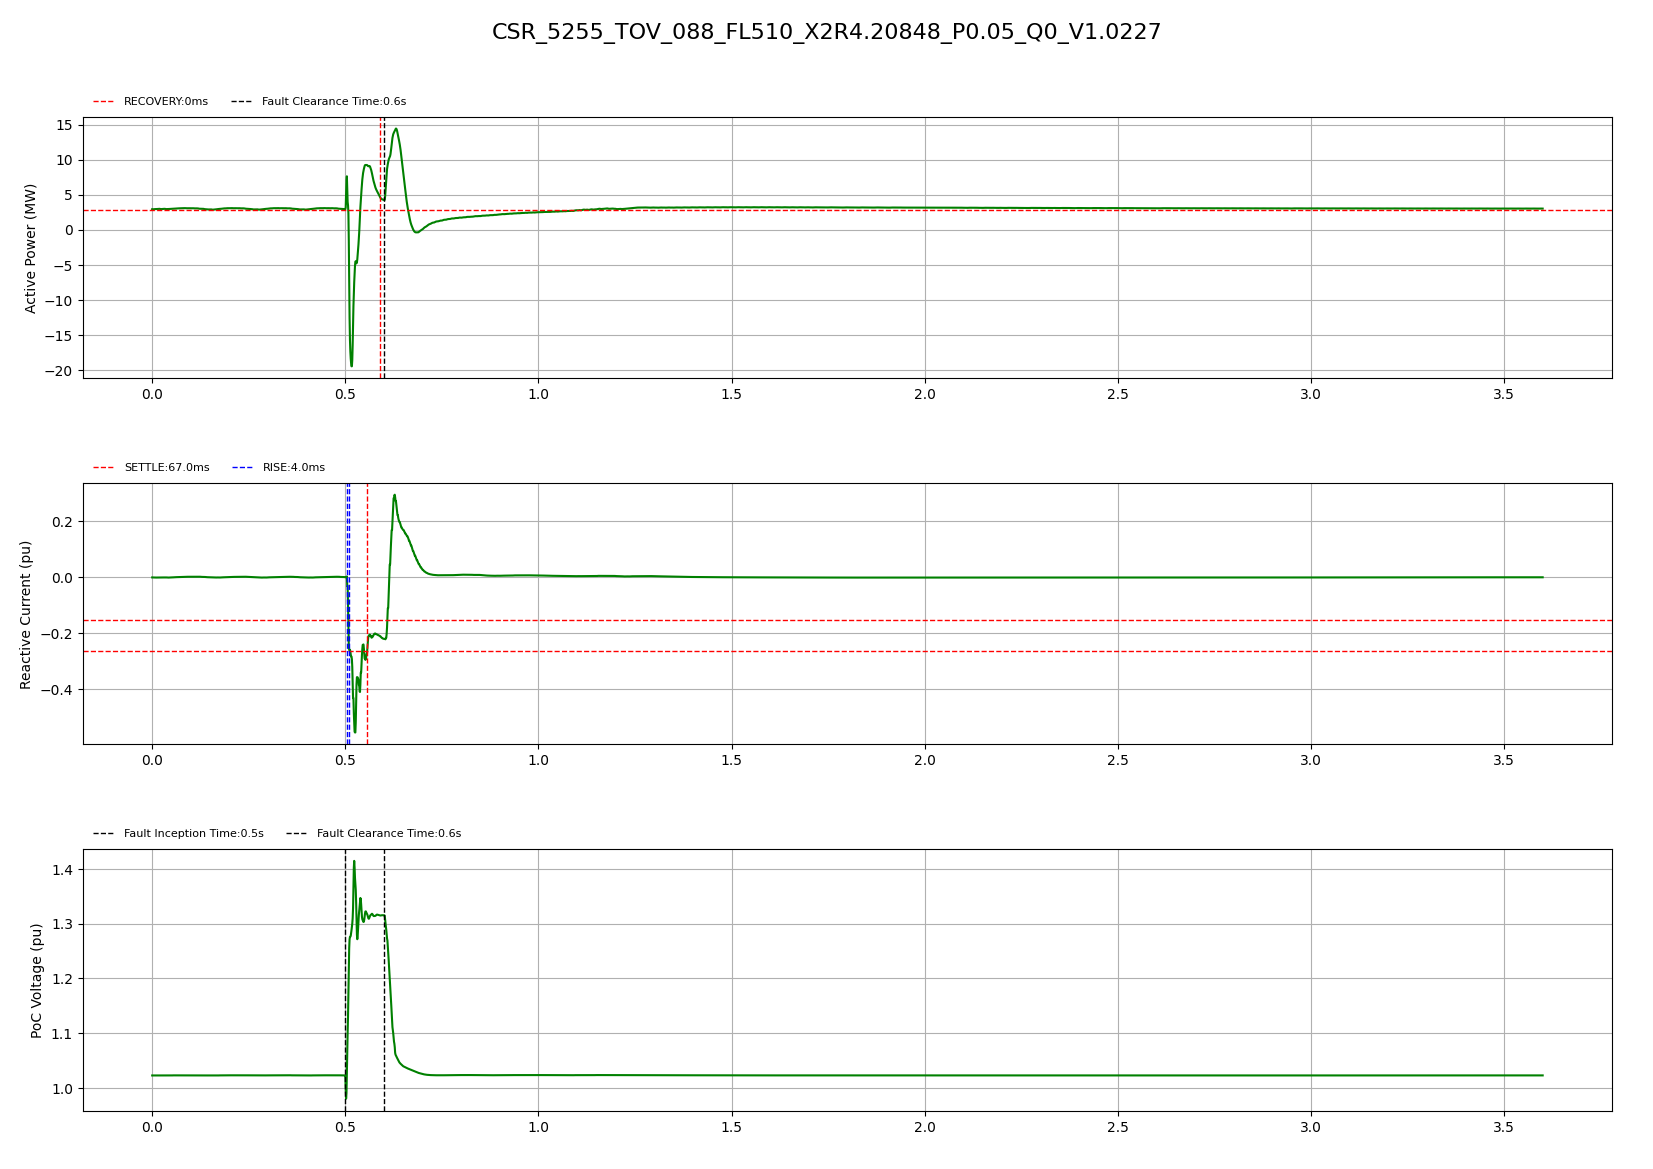 CSR_5255_TOV_088_FL510_X2R4.20848_P0.05_Q0_V1.0227
RECOVERY:0ms Fault Clearance Time:0.6s
Active Power (MW)
15
10
5
0
−5
−10
−15
−20
0.0 0.5 1.0 1.5 2.0 2.5 3.0 3.5
SETTLE:67.0ms RISE:4.0ms
Reactive Current (pu)
0.2
0.0
−0.2
−0.4
0.0 0.5 1.0 1.5 2.0 2.5 3.0 3.5
Fault Inception Time:0.5s Fault Clearance Time:0.6s
PoC Voltage (pu)
1.4
1.3
1.2
1.1
1.0
0.0 0.5 1.0 1.5 2.0 2.5 3.0 3.5